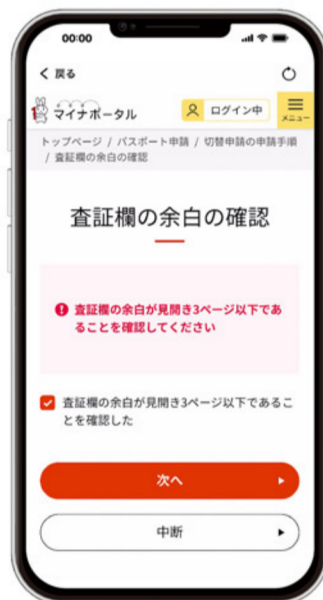 00:00
戻る
マイナポータル
ログイン中
メニュー
トップページ / パスポート申請 / 切替申請の申請手順
/ 査証欄の余白の確認
査証欄の余白の確認
査証欄の余白が見開き3ページ以下であ
ることを確認してください
査証欄の余白が見開き3ページ以下であるこ
とを確認した
次へ
中断